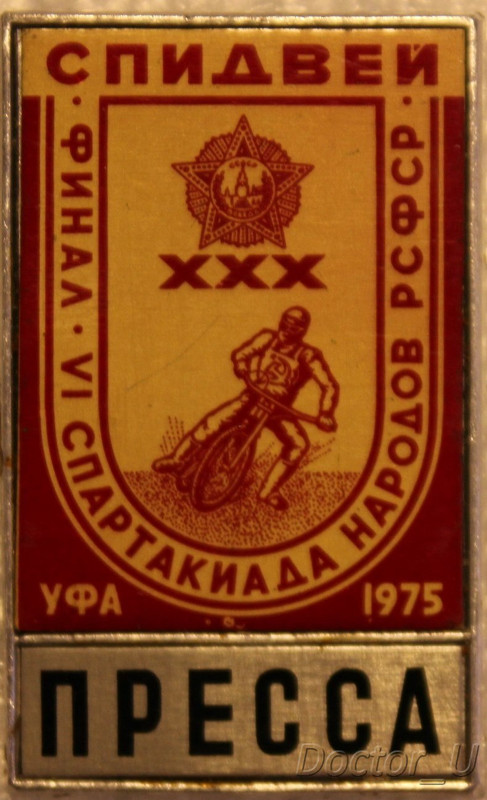 СПИДВЕЙ
· ФИНАЛ · VI СПАРТАКИАДА НАРОДОВ РСФСР ·
XXX
УФА
1975
ПРЕССА
Doctor_U